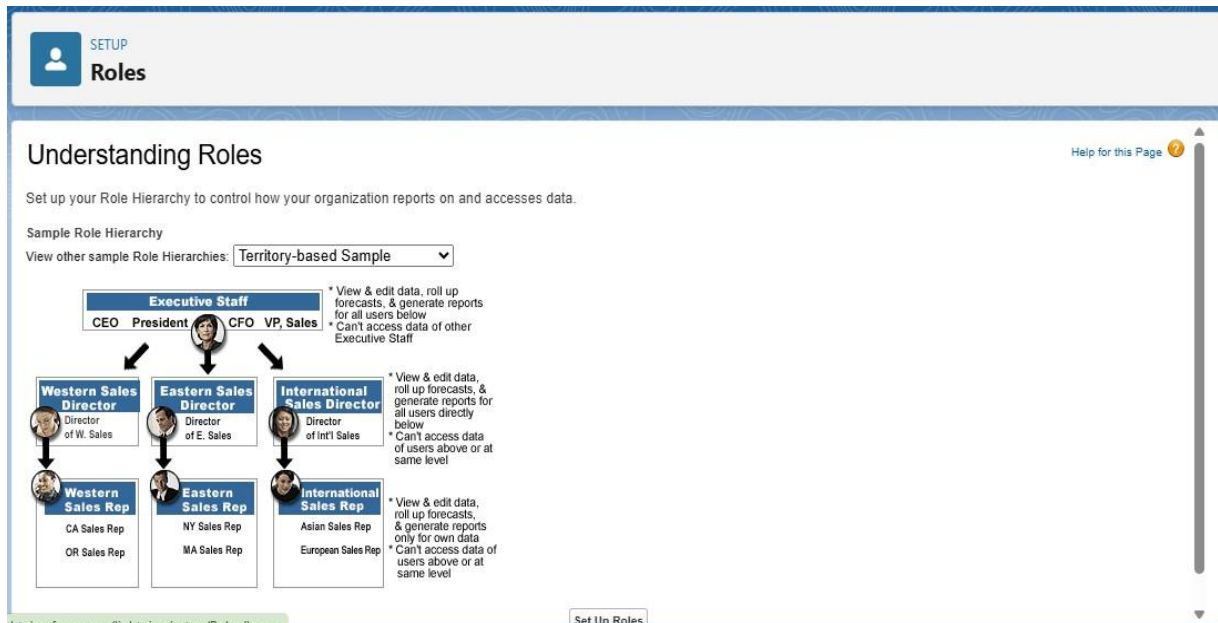 SETUP
Roles
Understanding Roles
Help for this Page
Set up your Role Hierarchy to control how your organization reports on and accesses data.
Sample Role Hierarchy
View other sample Role Hierarchies: Territory-based Sample
Executive Staff
CEO President CFO VP, Sales
* View & edit data, roll up
forecasts, & generate reports
for all users below
* Can't access data of other
Executive Staff
Western Sales
Director
Director
of W. Sales
Eastern Sales
Director
Director
of E. Sales
International
Sales Director
Director
of Int'l Sales
* View & edit data,
roll up forecasts, &
generate reports for
all users directly
below
* Can't access data
of users above or at
same level
Western
Sales Rep
CA Sales Rep
OR Sales Rep
Eastern
Sales Rep
NY Sales Rep
MA Sales Rep
International
Sales Rep
Asian Sales Rep
European Sales Rep
* View & edit data,
roll up forecasts,
& generate reports
only for own data
* Can't access data of
users above or at
same level
Set Up Roles